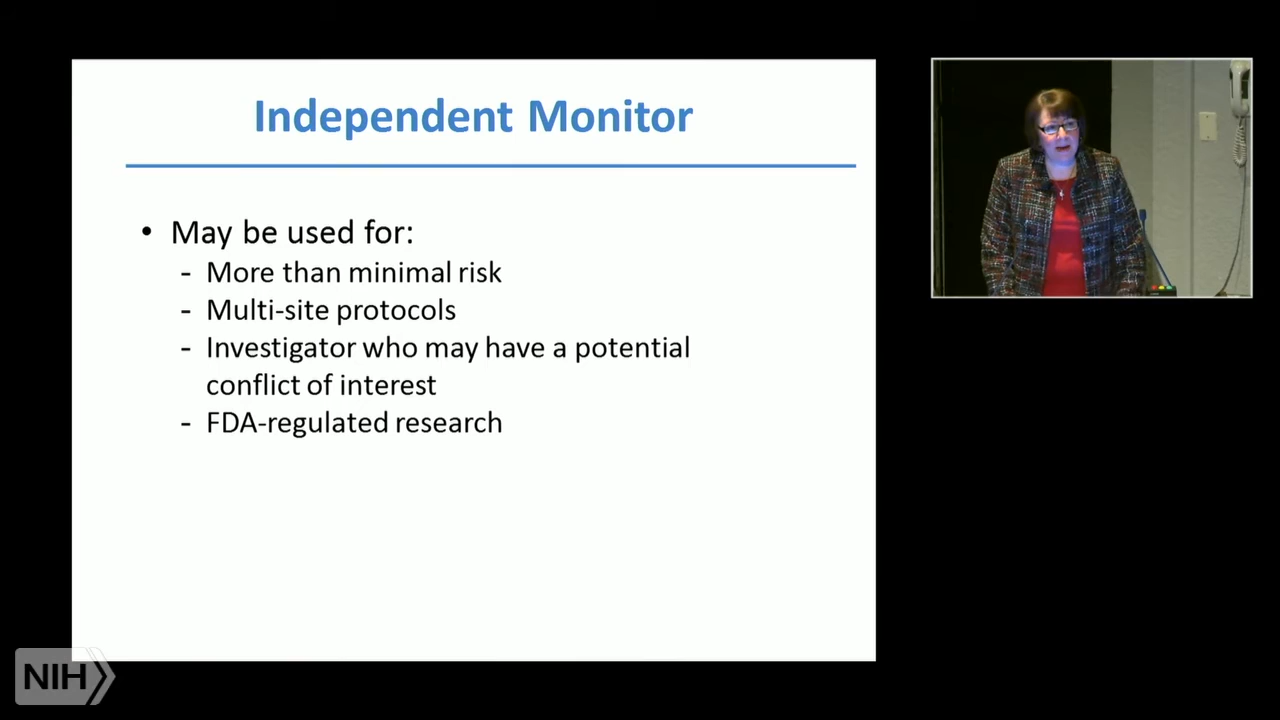 Independent Monitor
• May be used for:
- More than minimal risk
- Multi-site protocols
- Investigator who may have a potential
conflict of interest
- FDA-regulated research
NIH